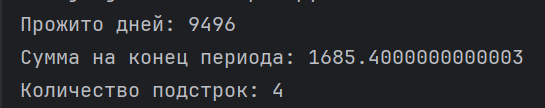 Прожито дней: 9496
Сумма на конец периода: 1685.4000000000003
Количество подстрок: 4